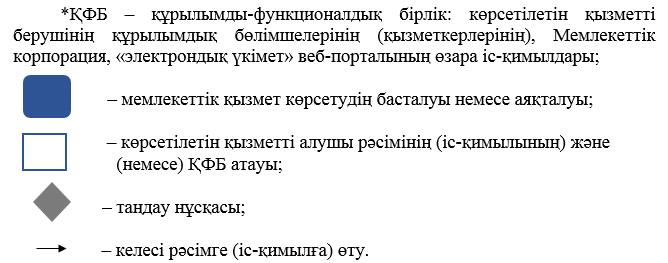 *ҚФБ – құрылымды-функционалдық бірлік: көрсетілетін қызметті
берушінің құрылымдық бөлімшелерінің (қызметкерлерінің), Мемлекеттік
корпорация, «электрондық үкімет» веб-порталының өзара іс-қимылдары;
– мемлекеттік қызмет көрсетудің басталуы немесе аяқталуы;
– көрсетілетін қызметті алушы рәсімінің (іс-қимылының) және
(немесе) ҚФБ атауы;
– таңдау нұсқасы;
– келесі рәсімге (іс-қимылға) өту.